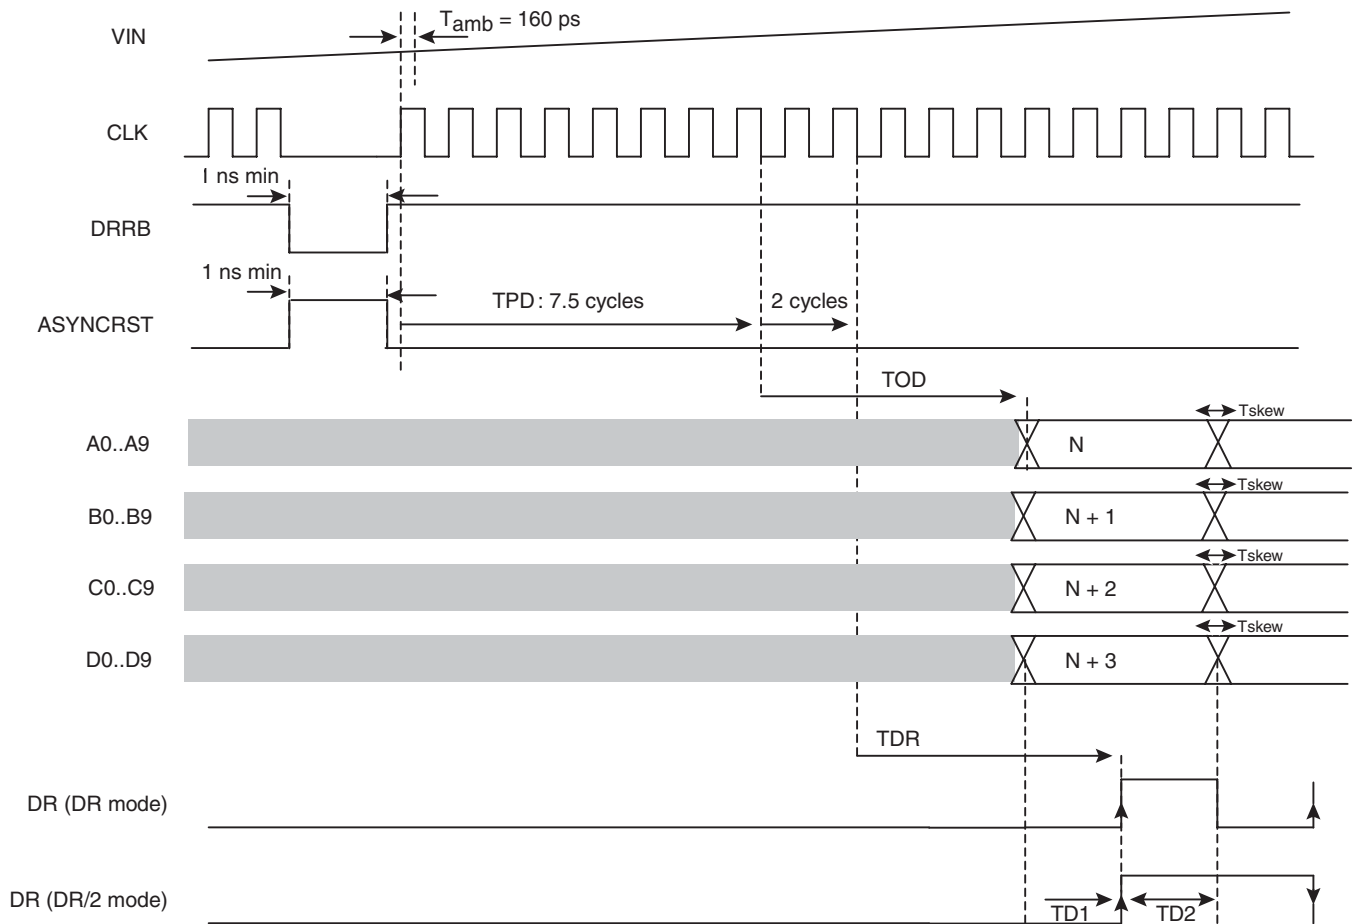 T_amb = 160 ps
VIN
CLK
1 ns min
DRRB
1 ns min
TPD : 7.5 cycles
2 cycles
ASYNCRST
TOD
Tskew
A0..A9
N
Tskew
B0..B9
N + 1
Tskew
C0..C9
N + 2
Tskew
D0..D9
N + 3
TDR
DR (DR mode)
DR (DR/2 mode)
TD1
TD2